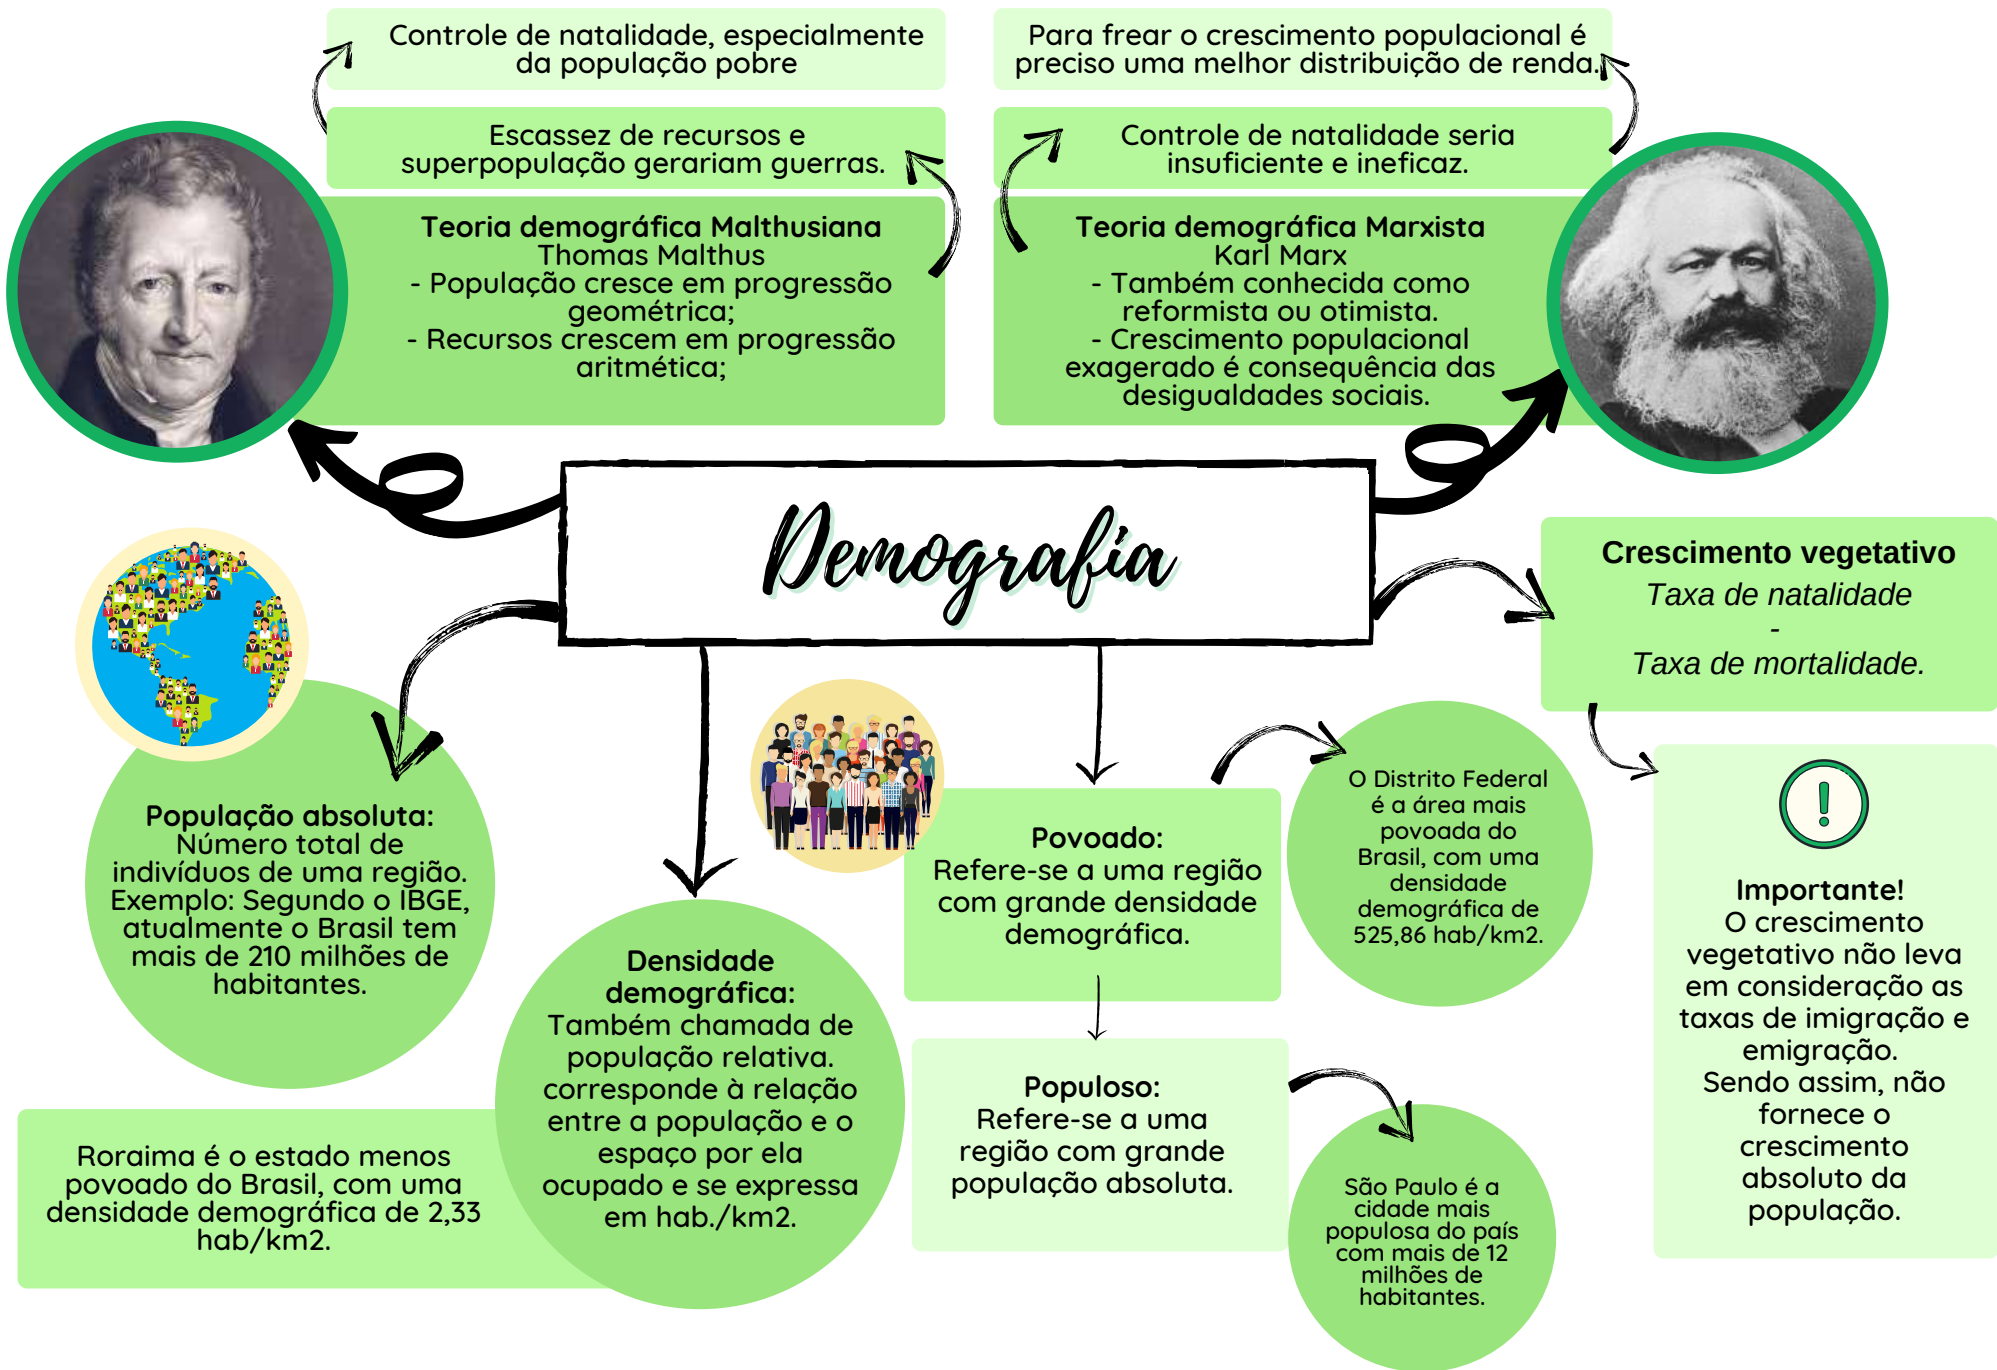 Controle de natalidade, especialmente
da população pobre
Escassez de recursos e
superpopulação gerariam guerras.
Teoria demográfica Malthusiana
Thomas Malthus
- População cresce em progressão
geométrica;
- Recursos crescem em progressão
aritmética;
Para frear o crescimento populacional é
preciso uma melhor distribuição de renda.
Controle de natalidade seria
insuficiente e ineficaz.
Teoria demográfica Marxista
Karl Marx
- Também conhecida como
reformista ou otimista.
- Crescimento populacional
exagerado é consequência das
desigualdades sociais.
Demografia
Crescimento vegetativo
Taxa de natalidade
-
Taxa de mortalidade.
Importante!
O crescimento
vegetativo não leva
em consideração as
taxas de imigração e
emigração.
Sendo assim, não
fornece o
crescimento
absoluto da
população.
População absoluta:
Número total de
indivíduos de uma região.
Exemplo: Segundo o IBGE,
atualmente o Brasil tem
mais de 210 milhões de
habitantes.
Densidade
demográfica:
Também chamada de
população relativa.
corresponde à relação
entre a população e o
espaço por ela
ocupado e se expressa
em hab./km2.
Roraima é o estado menos
povoado do Brasil, com uma
densidade demográfica de 2,33
hab/km2.
Povoado:
Refere-se a uma região
com grande densidade
demográfica.
O Distrito Federal
é a área mais
povoada do
Brasil, com uma
densidade
demográfica de
525,86 hab/km2.
Populoso:
Refere-se a uma
região com grande
população absoluta.
São Paulo é a
cidade mais
populosa do país
com mais de 12
milhões de
habitantes.